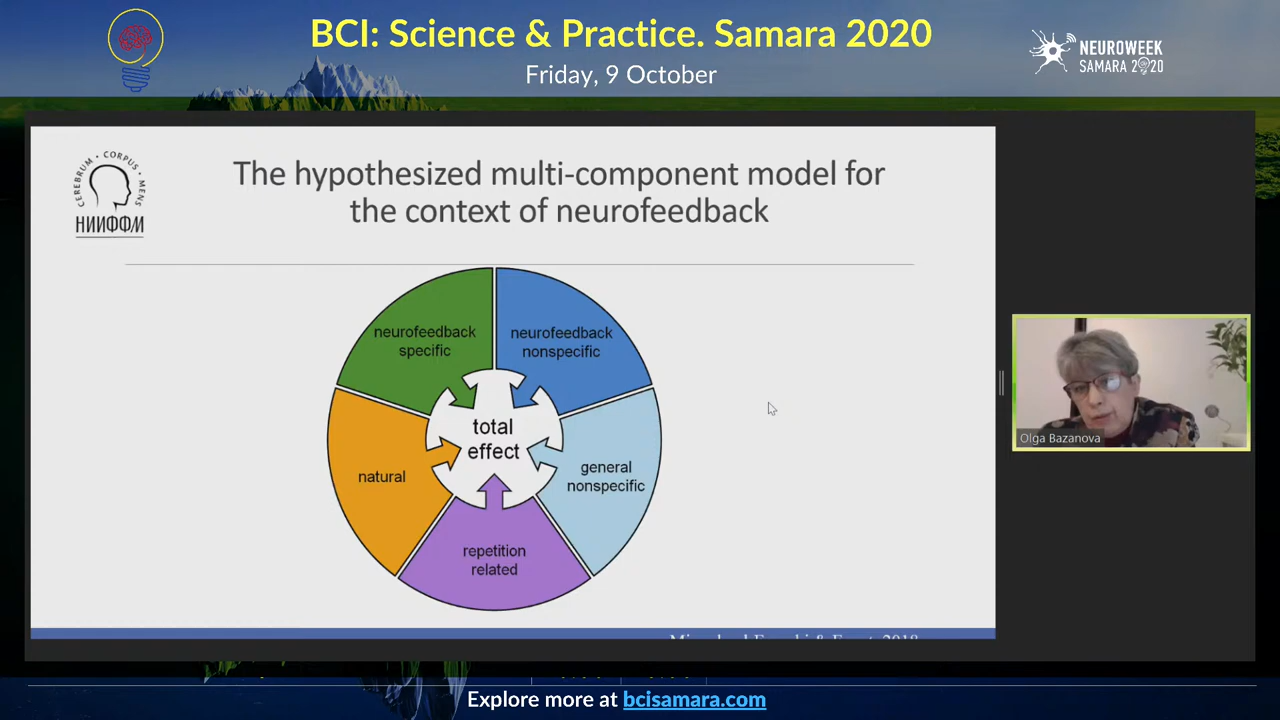 BCI: Science & Practice. Samara 2020
Friday, 9 October
NEUROWEEK
SAMARA 2020
CEREBRUM • CORPUS • MENS
НИИФФМ
The hypothesized multi-component model for
the context of neurofeedback
neurofeedback
specific
neurofeedback
nonspecific
total
effect
natural
general
nonspecific
repetition
related
Olga Bazanova
2018
Explore more at bcisamara.com